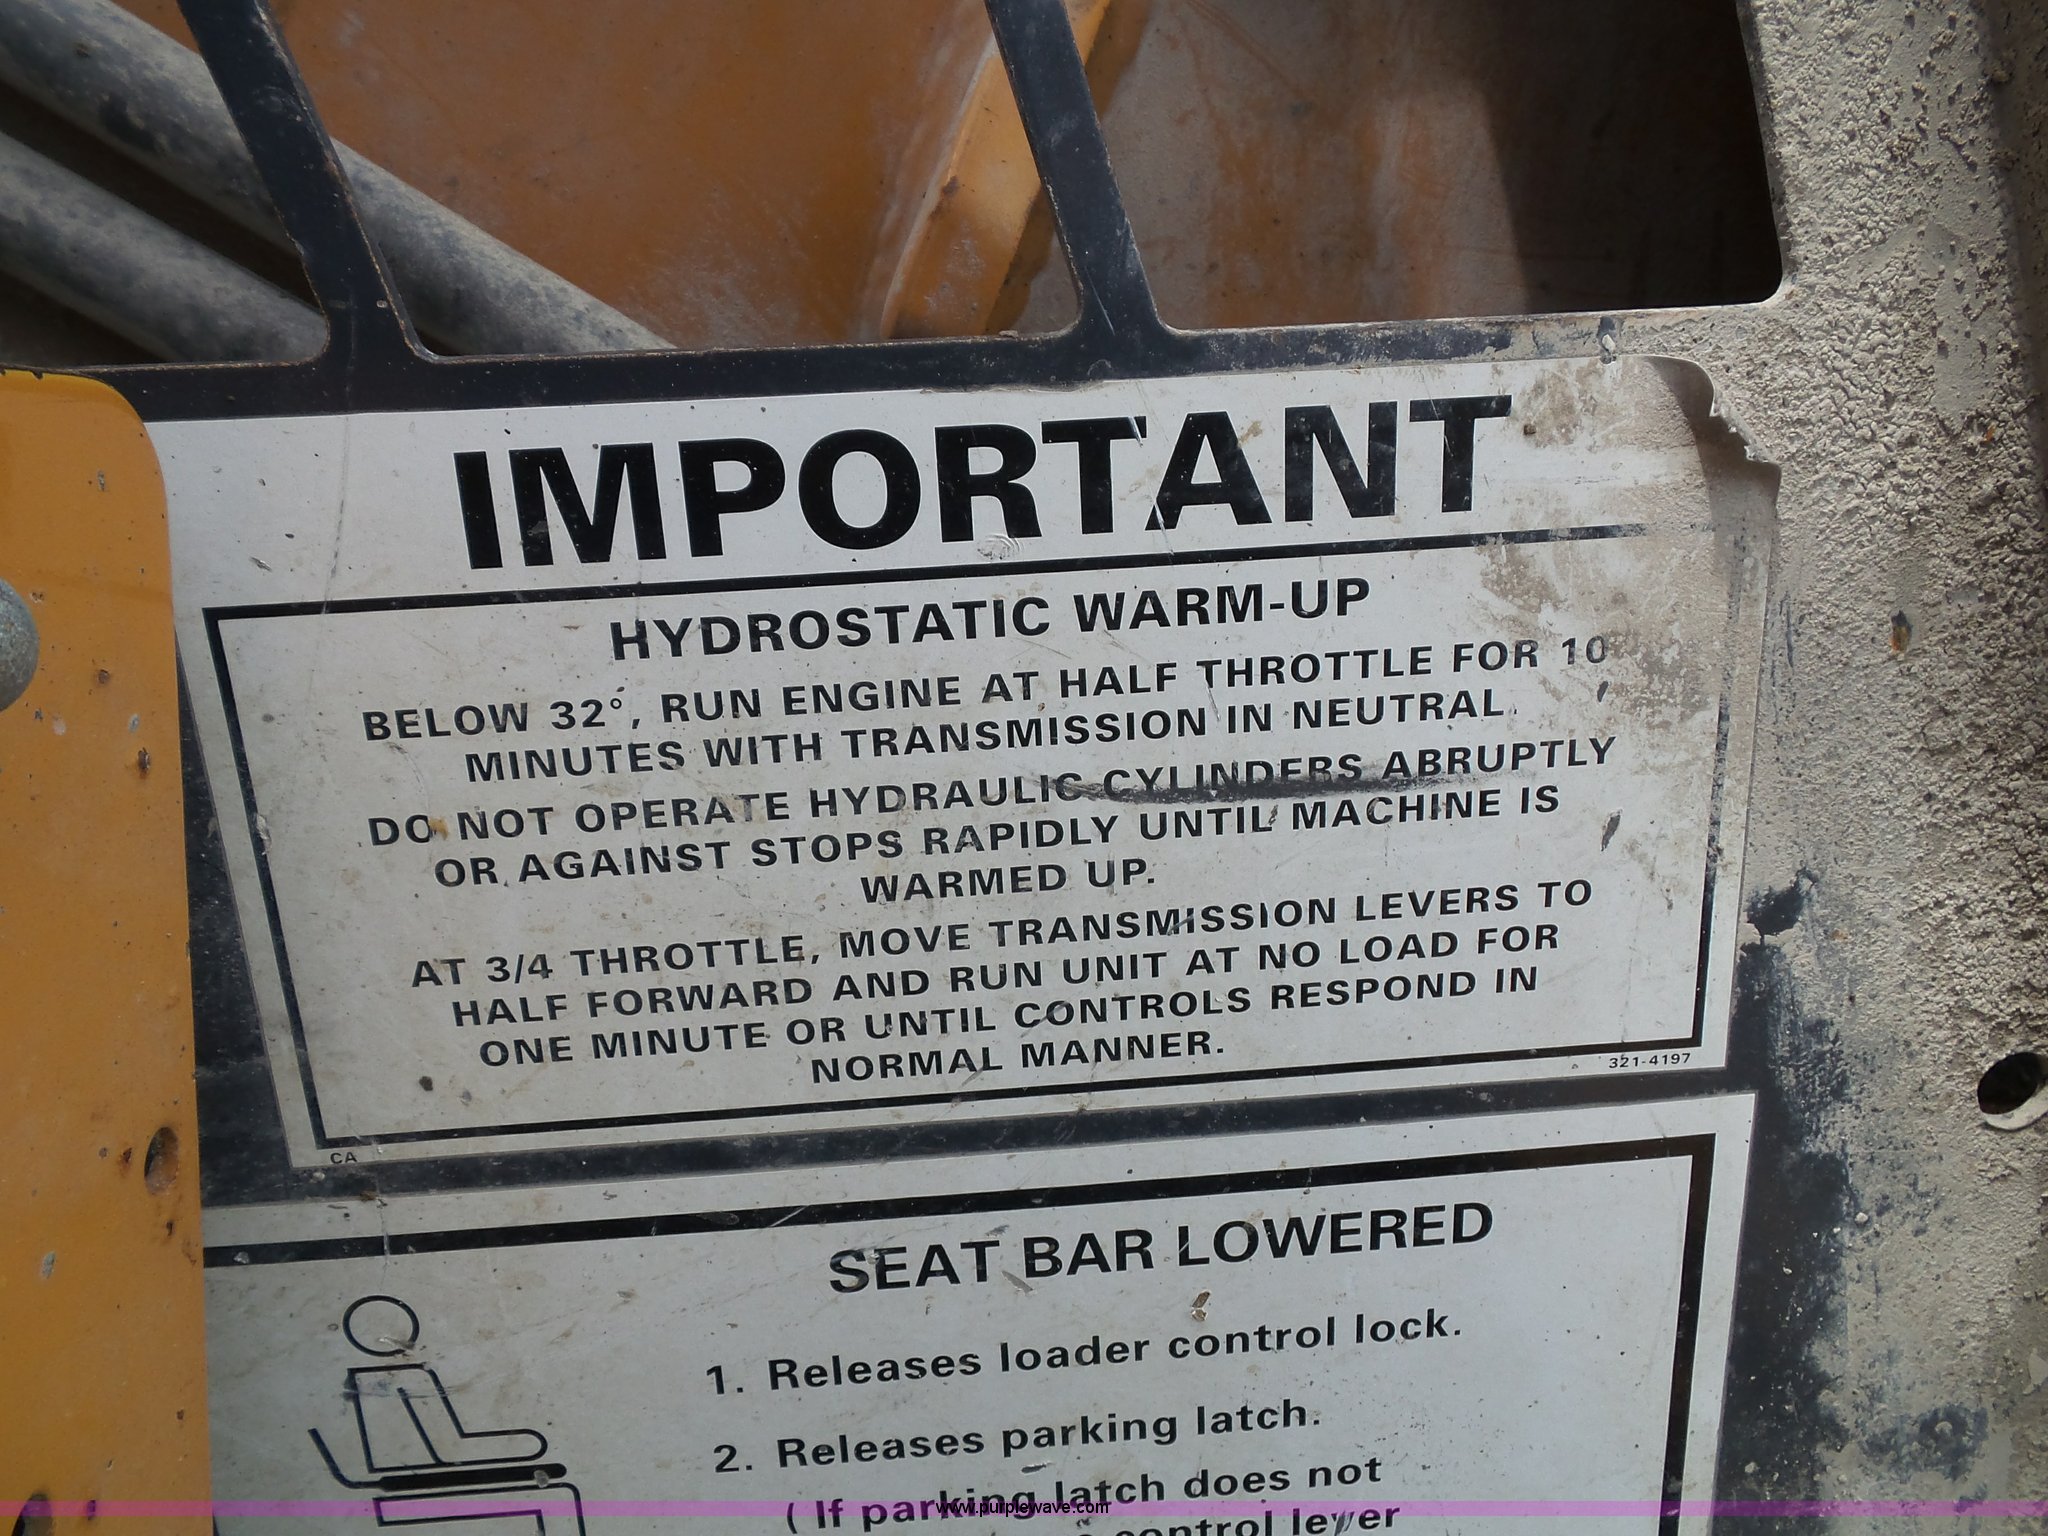 IMPORTANT
HYDROSTATIC WARM-UP
BELOW 32°, RUN ENGINE AT HALF THROTTLE FOR 10
MINUTES WITH TRANSMISSION IN NEUTRAL.
DO NOT OPERATE HYDRAULIC CYLINDERS ABRUPTLY
OR AGAINST STOPS RAPIDLY UNTIL MACHINE IS
WARMED UP.
AT 3/4 THROTTLE, MOVE TRANSMISSION LEVERS TO
HALF FORWARD AND RUN UNIT AT NO LOAD FOR
ONE MINUTE OR UNTIL CONTROLS RESPOND IN
NORMAL MANNER.
321-4197
CA
SEAT BAR LOWERED
1. Releases loader control lock.
2. Releases parking latch.
( If parking latch does not
control lever
www.purplewave.com